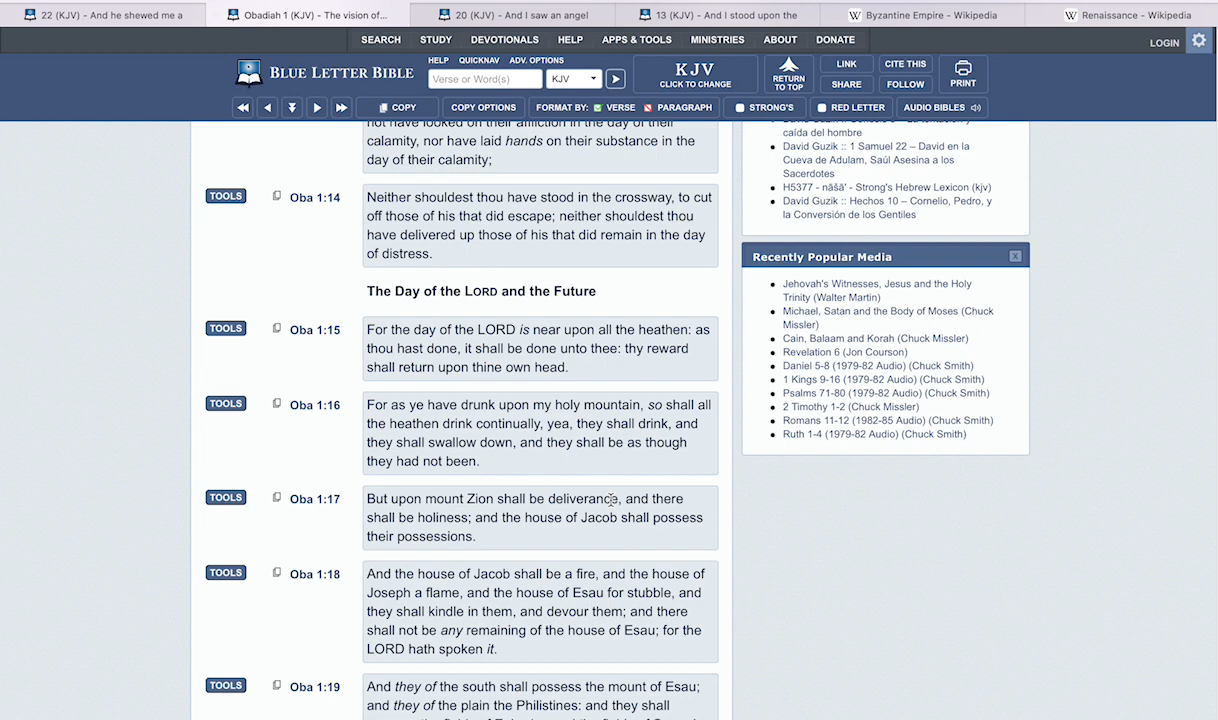 22 (KJV) - And he shewed me a
Obadiah 1 (KJV) - The vision of...
20 (KJV) - And I saw an angel
13 (KJV) - And I stood upon the
Byzantine Empire - Wikipedia
Renaissance - Wikipedia
SEARCH STUDY DEVOTIONALS HELP APPS & TOOLS MINISTRIES ABOUT DONATE
LOGIN
BLUE LETTER BIBLE
HELP QUICKNAV ADV. OPTIONS
Verse or Word(s)
KJV
KJV
CLICK TO CHANGE
RETURN
TO TOP
LINK
CITE THIS
SHARE
FOLLOW
PRINT
COPY
COPY OPTIONS
FORMAT BY: VERSE PARAGRAPH
STRONG'S
RED LETTER
AUDIO BIBLES
not have looked on their affliction in the day of their
calamity, nor have laid hands on their substance in the
day of their calamity;
TOOLS
Oba 1:14
Neither shouldest thou have stood in the crossway, to cut
off those of his that did escape; neither shouldest thou
have delivered up those of his that did remain in the day
of distress.
The Day of the LORD and the Future
TOOLS
Oba 1:15
For the day of the LORD is near upon all the heathen: as
thou hast done, it shall be done unto thee: thy reward
shall return upon thine own head.
TOOLS
Oba 1:16
For as ye have drunk upon my holy mountain, so shall all
the heathen drink continually, yea, they shall drink, and
they shall swallow down, and they shall be as though
they had not been.
TOOLS
Oba 1:17
But upon mount Zion shall be deliverance, and there
shall be holiness; and the house of Jacob shall possess
their possessions.
TOOLS
Oba 1:18
And the house of Jacob shall be a fire, and the house of
Joseph a flame, and the house of Esau for stubble, and
they shall kindle in them, and devour them; and there
shall not be any remaining of the house of Esau; for the
LORD hath spoken it.
TOOLS
Oba 1:19
And they of the south shall possess the mount of Esau;
and they of the plain the Philistines: and they shall
caída del hombre
David Guzik :: 1 Samuel 22 – David en la
Cueva de Adulam, Saúl Asesina a los
Sacerdotes
H5377 - nāšā' - Strong's Hebrew Lexicon (kjv)
David Guzik :: Hechos 10 – Cornelio, Pedro, y
la Conversión de los Gentiles
Recently Popular Media
X
Jehovah's Witnesses, Jesus and the Holy
Trinity (Walter Martin)
Michael, Satan and the Body of Moses (Chuck
Missler)
Cain, Balaam and Korah (Chuck Missler)
Revelation 6 (Jon Courson)
Daniel 5-8 (1979-82 Audio) (Chuck Smith)
1 Kings 9-16 (1979-82 Audio) (Chuck Smith)
Psalms 71-80 (1979-82 Audio) (Chuck Smith)
2 Timothy 1-2 (Chuck Missler)
Romans 11-12 (1982-85 Audio) (Chuck Smith)
Ruth 1-4 (1979-82 Audio) (Chuck Smith)